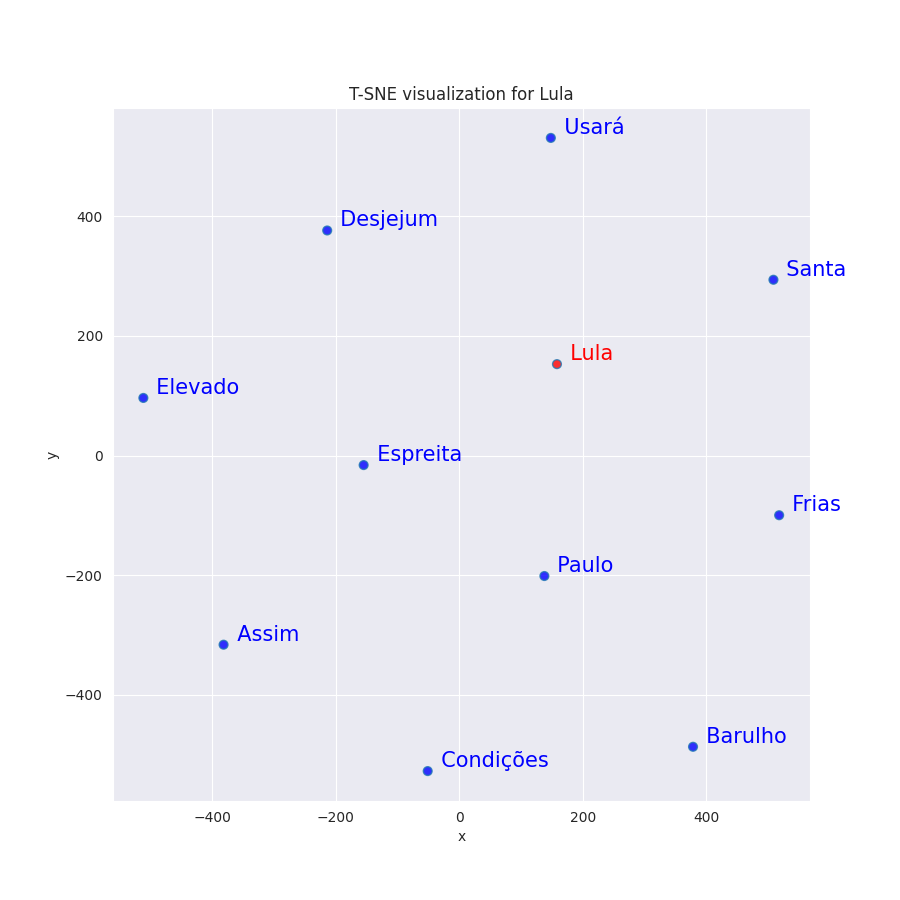 T-SNE visualization for Lula
Usará
Desjejum
400
Santa
200
Lula
Elevado
Espreita
y
0
Frias
Paulo
−200
Assim
−400
Barulho
Condições
−400
−200
0
200
400
x